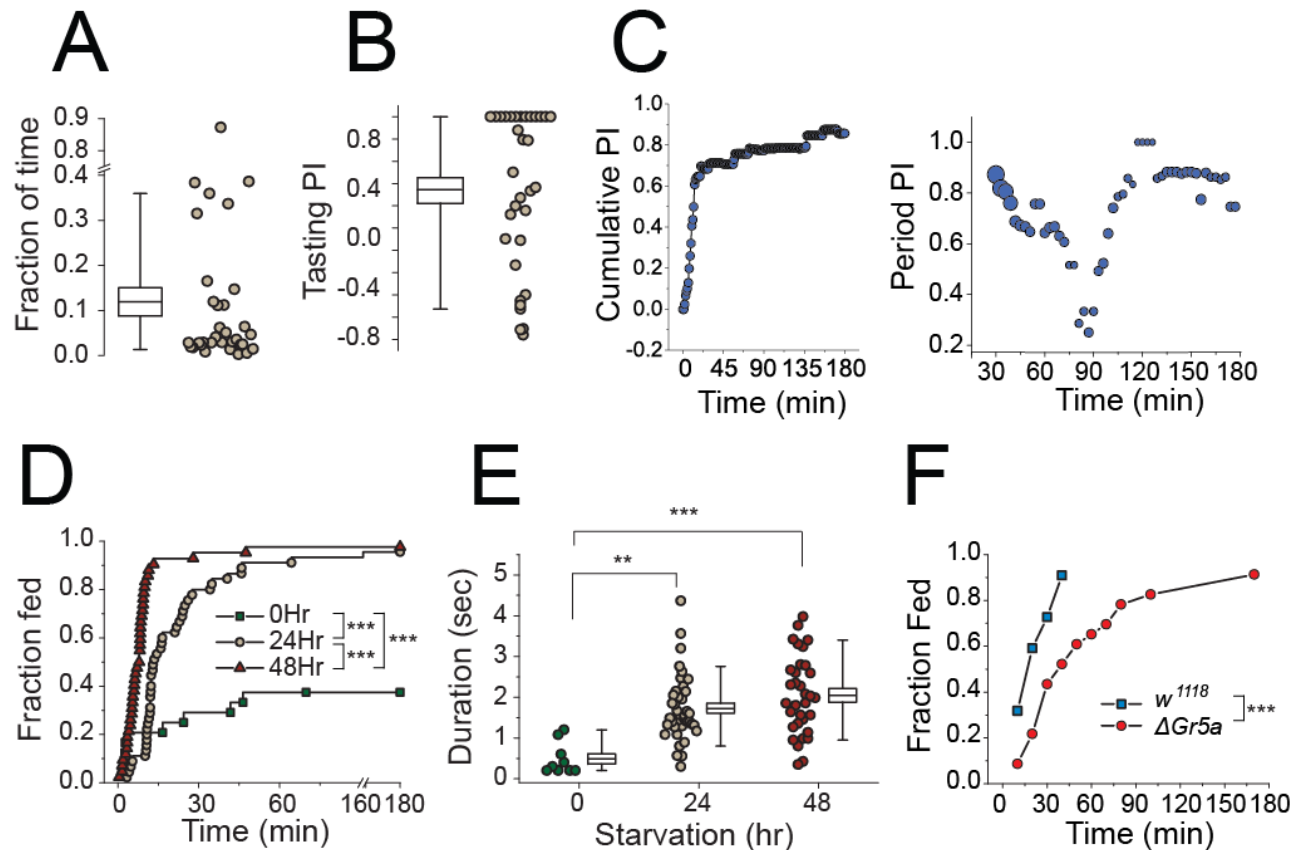 A
B
C
Fraction of time
0.9
0.8
0.4
0.3
0.2
0.1
0.0
Tasting PI
0.8
0.4
0.0
-0.4
-0.8
Cumulative PI
1.0
0.8
0.6
0.4
0.2
0.0
-0.2
0 45 90 135 180
Time (min)
Period PI
1.0
0.8
0.6
0.4
0.2
30 60 90 120 150 180
Time (min)
D
E
F
Fraction fed
1.0
0.8
0.6
0.4
0.2
0.0
0Hr
24Hr
48Hr
***
***
***
0 30 60 160 180
Time (min)
Duration (sec)
5
4
3
2
1
0
***
**
0 24 48
Starvation (hr)
Fraction Fed
1.0
0.8
0.6
0.4
0.2
0.0
w1118
ΔGr5a
***
0 30 60 90 120 150 180
Time (min)